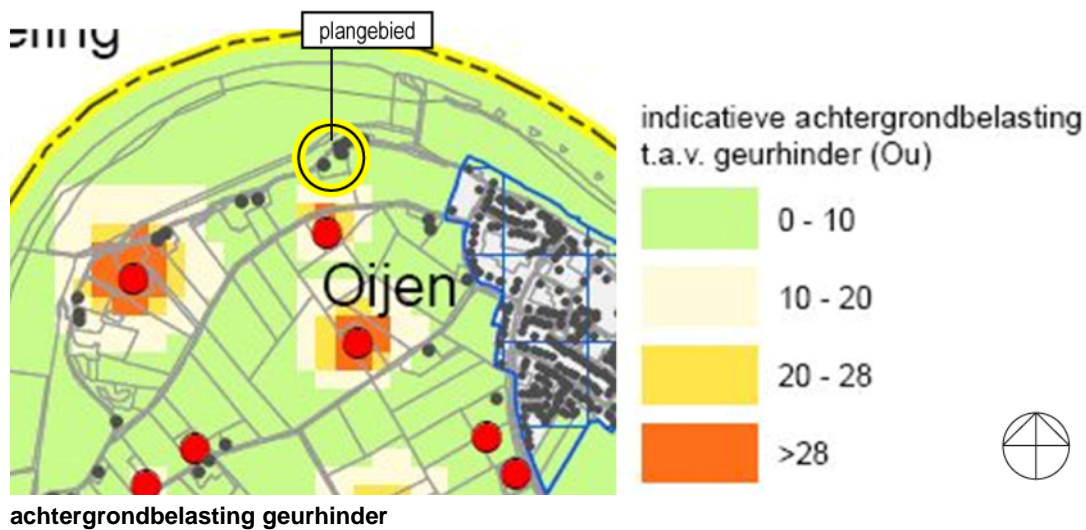 plangebied
Oijen
indicatieve achtergrondbelasting
t.a.v. geurhinder (Ou)
0 - 10
10 - 20
20 - 28
>28
achtergrondbelasting geurhinder